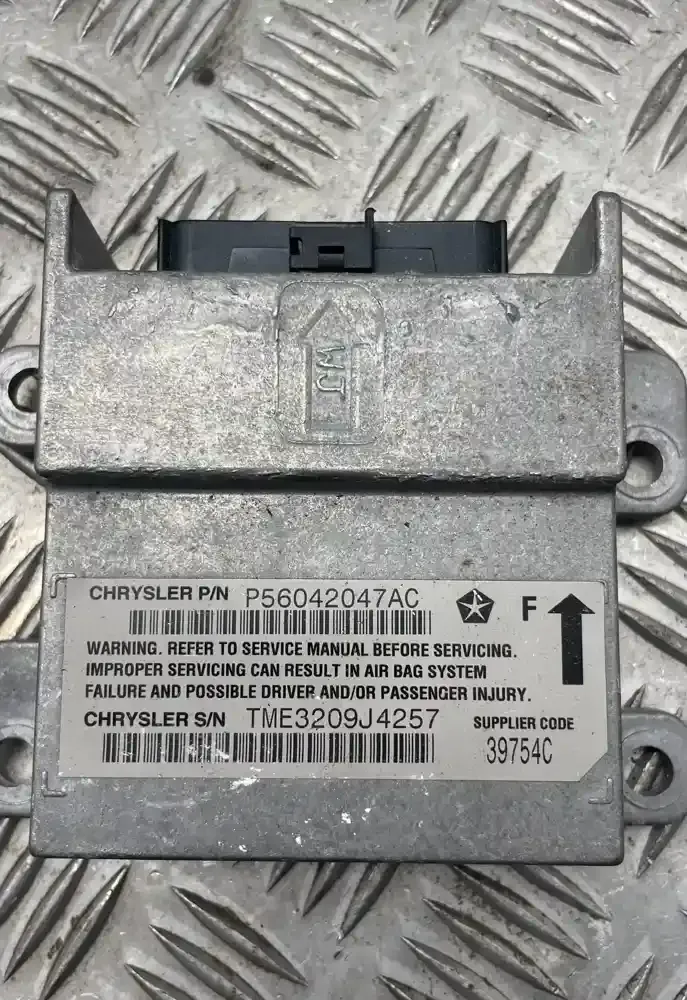 WJ
CHRYSLER P/N P56042047AC F
WARNING. REFER TO SERVICE MANUAL BEFORE SERVICING.
IMPROPER SERVICING CAN RESULT IN AIR BAG SYSTEM
FAILURE AND POSSIBLE DRIVER AND/OR PASSENGER INJURY.
CHRYSLER S/N TME3209J4257 SUPPLIER CODE
39754C